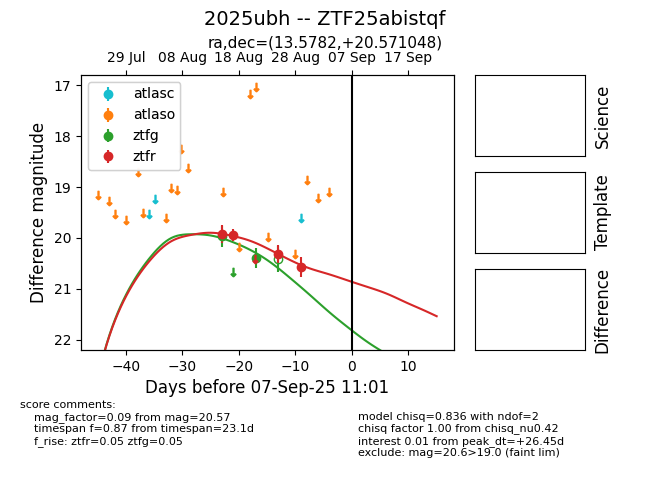 2025ubh -- ZTF25abistqf
ra,dec=(13.5782,+20.571048)
29 Jul 08 Aug 18 Aug 28 Aug 07 Sep 17 Sep
17
18
19
20
21
22
Difference magnitude
atlasc
atlaso
ztfg
ztfr
−40 −30 −20 −10 0 10
Days before 07-Sep-25 11:01
Science
Template
Difference
score comments:
mag_factor=0.09 from mag=20.57
timespan f=0.87 from timespan=23.1d
f_rise: ztfr=0.05 ztfg=0.05
model chisq=0.836 with ndof=2
chisq factor 1.00 from chisq_nu0.42
interest 0.01 from peak_dt=+26.45d
exclude: mag=20.6>19.0 (faint lim)